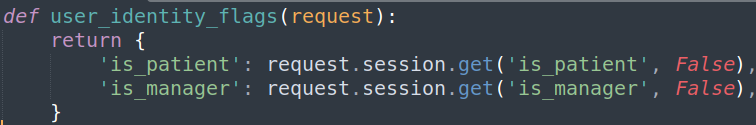 def user_identity_flags(request):
    return {
        'is_patient': request.session.get('is_patient', False),
        'is_manager': request.session.get('is_manager', False),
    }